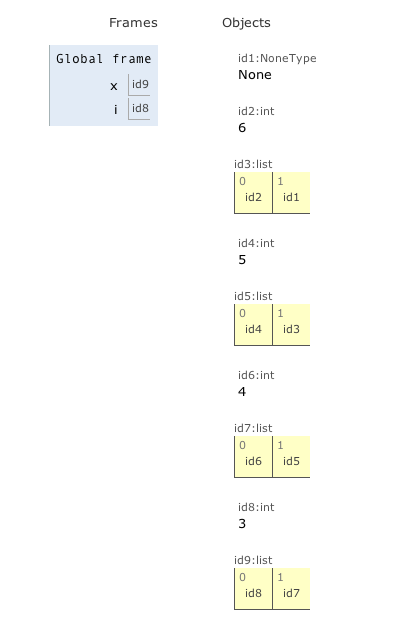 Frames Objects
Global frame
x id9
i id8
id1:NoneType
None
id2:int
6
id3:list
0 1
id2 id1
id4:int
5
id5:list
0 1
id4 id3
id6:int
4
id7:list
0 1
id6 id5
id8:int
3
id9:list
0 1
id8 id7